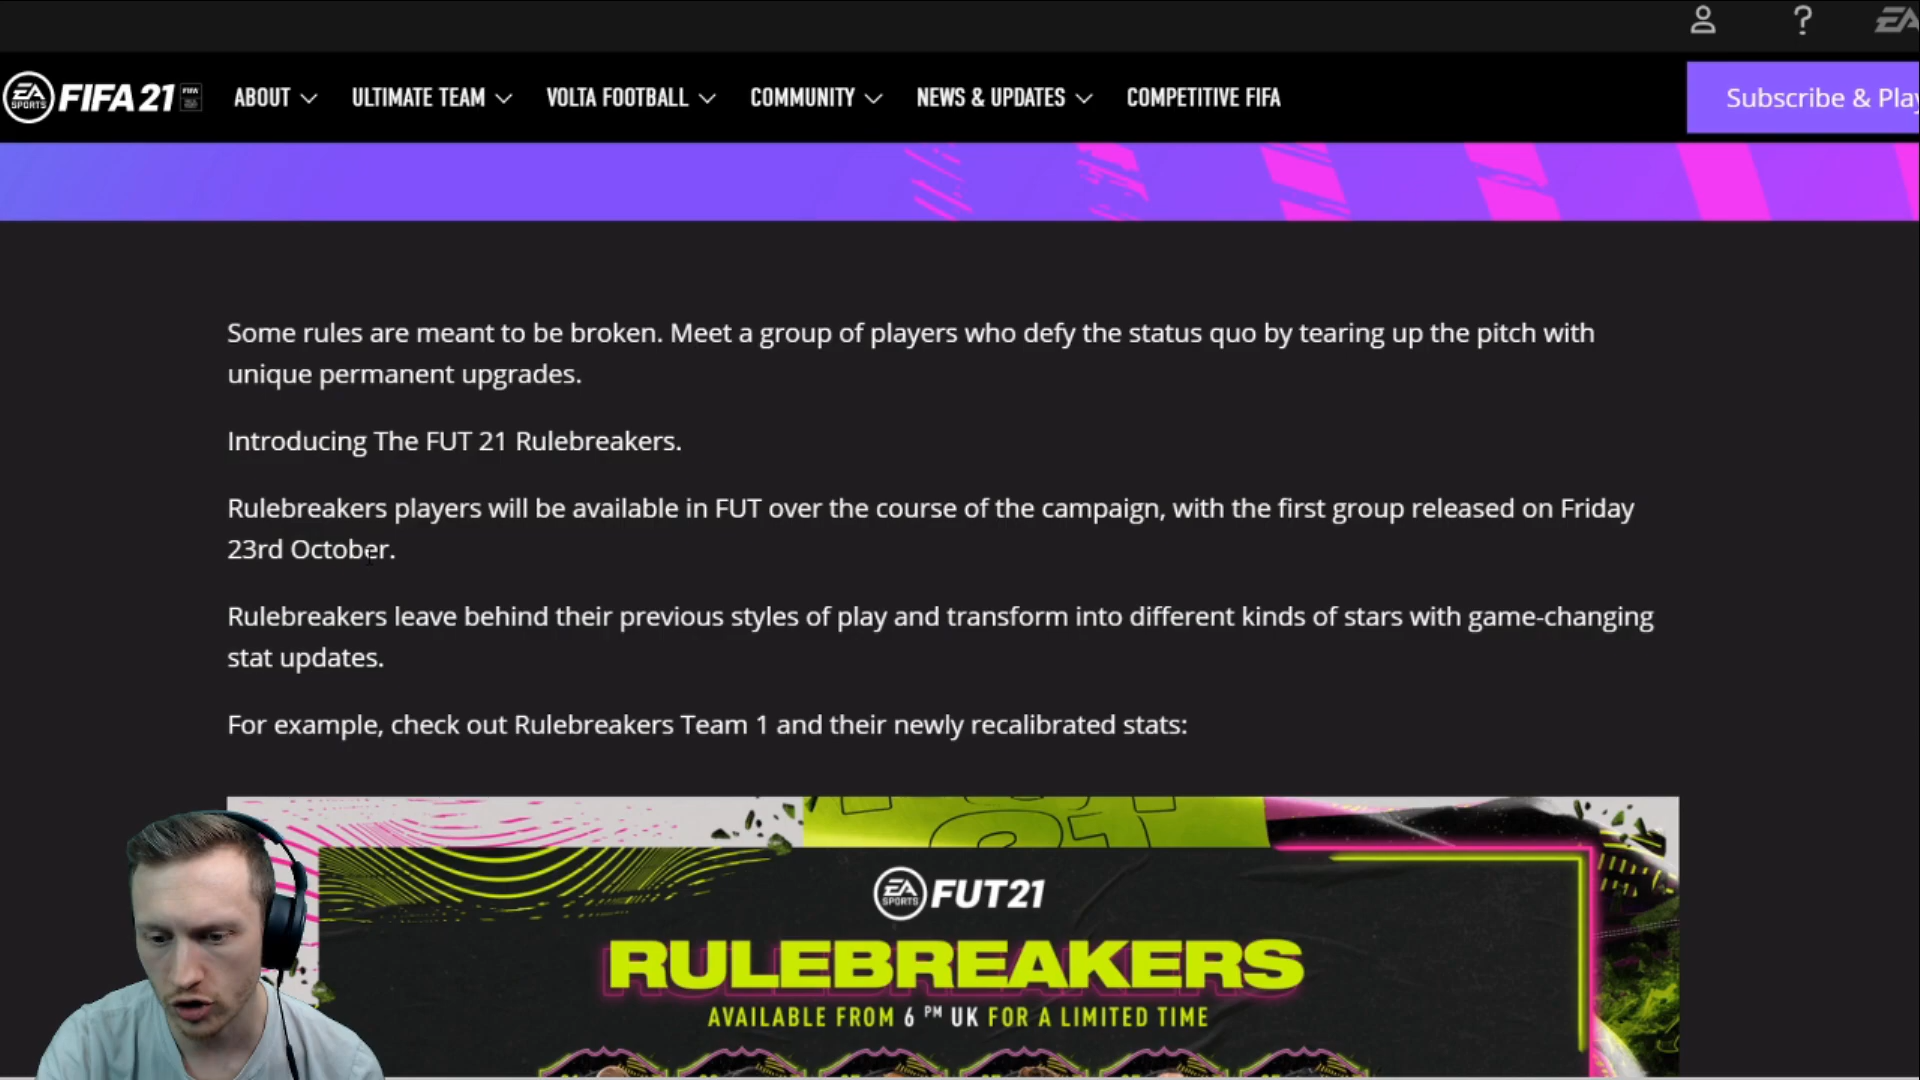 EA
EA SPORTS FIFA 21
ABOUT ULTIMATE TEAM VOLTA FOOTBALL COMMUNITY NEWS & UPDATES COMPETITIVE FIFA
Subscribe & Play
Some rules are meant to be broken. Meet a group of players who defy the status quo by tearing up the pitch with
unique permanent upgrades.
Introducing The FUT 21 Rulebreakers.
Rulebreakers players will be available in FUT over the course of the campaign, with the first group released on Friday
23rd October.
Rulebreakers leave behind their previous styles of play and transform into different kinds of stars with game-changing
stat updates.
For example, check out Rulebreakers Team 1 and their newly recalibrated stats:
EA SPORTS FUT21
RULEBREAKERS
AVAILABLE FROM 6 PM UK FOR A LIMITED TIME